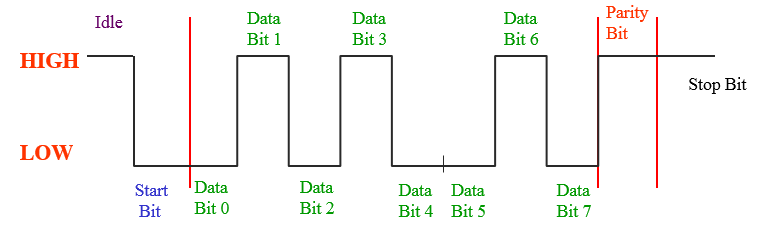 Idle
Data
Bit 1
Data
Bit 3
Data
Bit 6
Parity
Bit
HIGH
Stop Bit
LOW
Start
Bit
Data
Bit 0
Data
Bit 2
Data
Bit 4
Data
Bit 5
Data
Bit 7